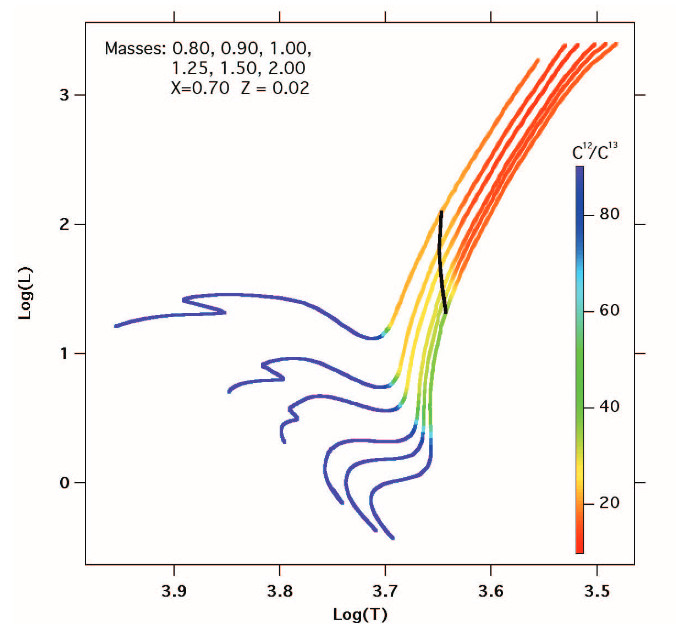 Masses: 0.80, 0.90, 1.00,
1.25, 1.50, 2.00
X=0.70 Z = 0.02
3
2
1
0
Log(L)
C¹²/C¹³
80
60
40
20
3.9 3.8 3.7 3.6 3.5
Log(T)